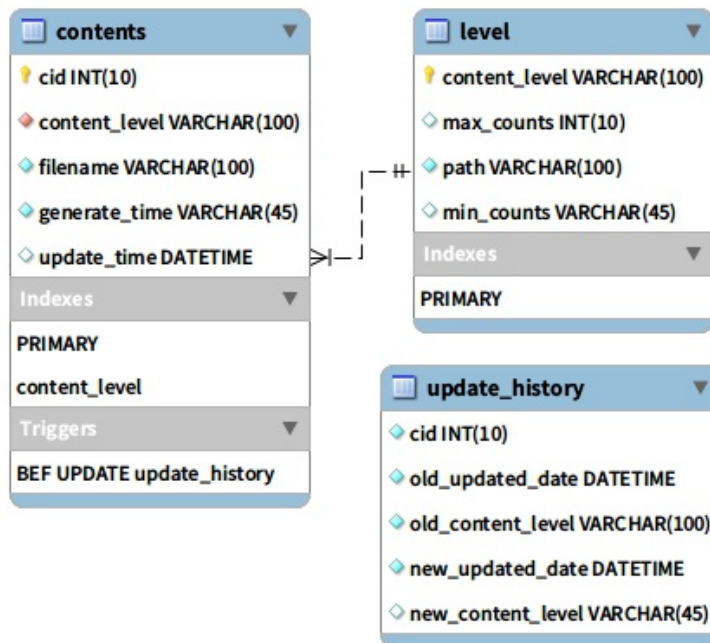 contents
cid INT(10)
content_level VARCHAR(100)
filename VARCHAR(100)
generate_time VARCHAR(45)
update_time DATETIME
Indexes
PRIMARY
content_level
Triggers
BEF UPDATE update_history
level
content_level VARCHAR(100)
max_counts INT(10)
path VARCHAR(100)
min_counts VARCHAR(45)
Indexes
PRIMARY
update_history
cid INT(10)
old_updated_date DATETIME
old_content_level VARCHAR(100)
new_updated_date DATETIME
new_content_level VARCHAR(45)